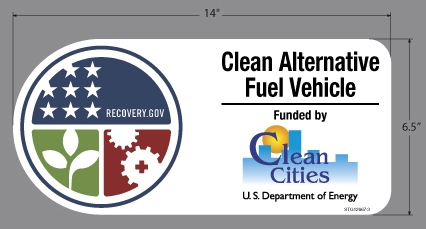 14"
Clean Alternative
Fuel Vehicle
RECOVERY.GOV
Funded by
6.5"
Clean
Cities
U.S. Department of Energy